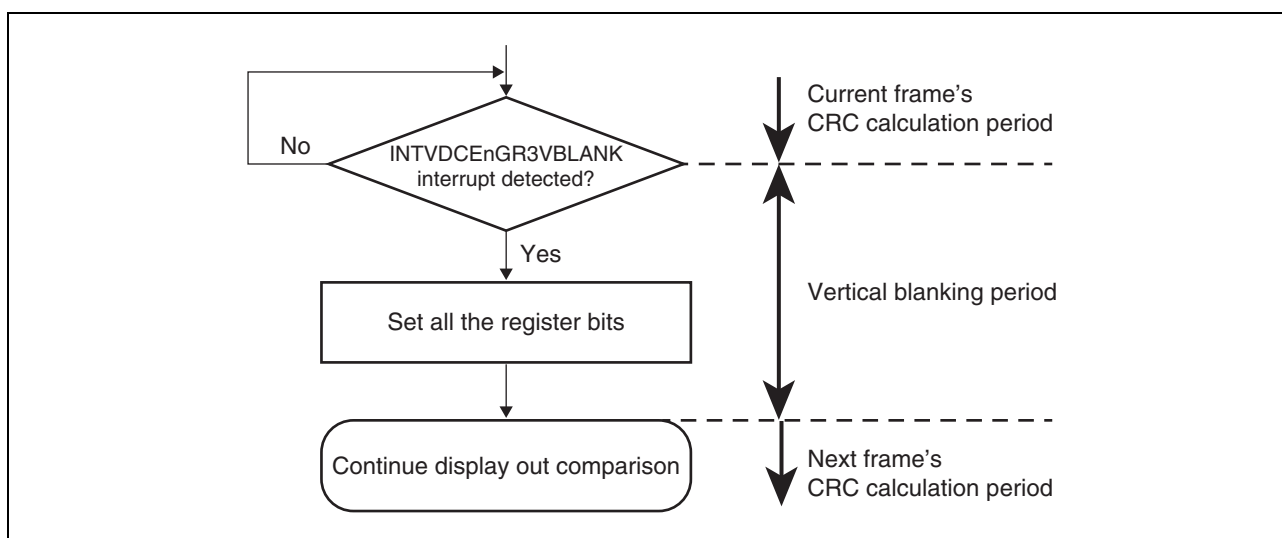 Current frame's
CRC calculation period
No
INTVDCEnGR3VBLANK
interrupt detected?
Yes
Vertical blanking period
Set all the register bits
Continue display out comparison
Next frame's
CRC calculation period